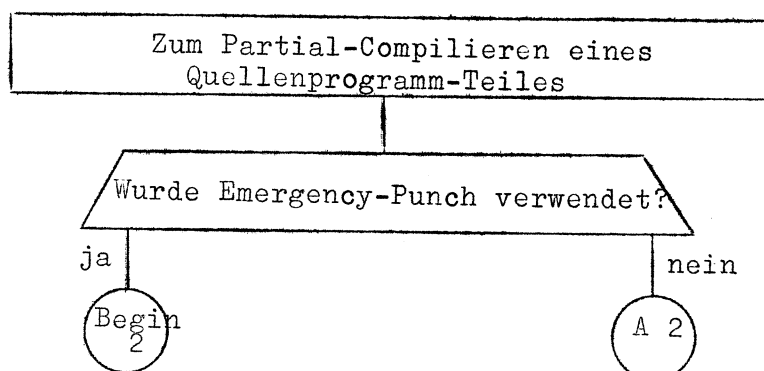 Zum Partial-Compilieren eines
Quellenprogramm-Teiles
Wurde Emergency-Punch verwendet?
ja
nein
Begin
2
A 2